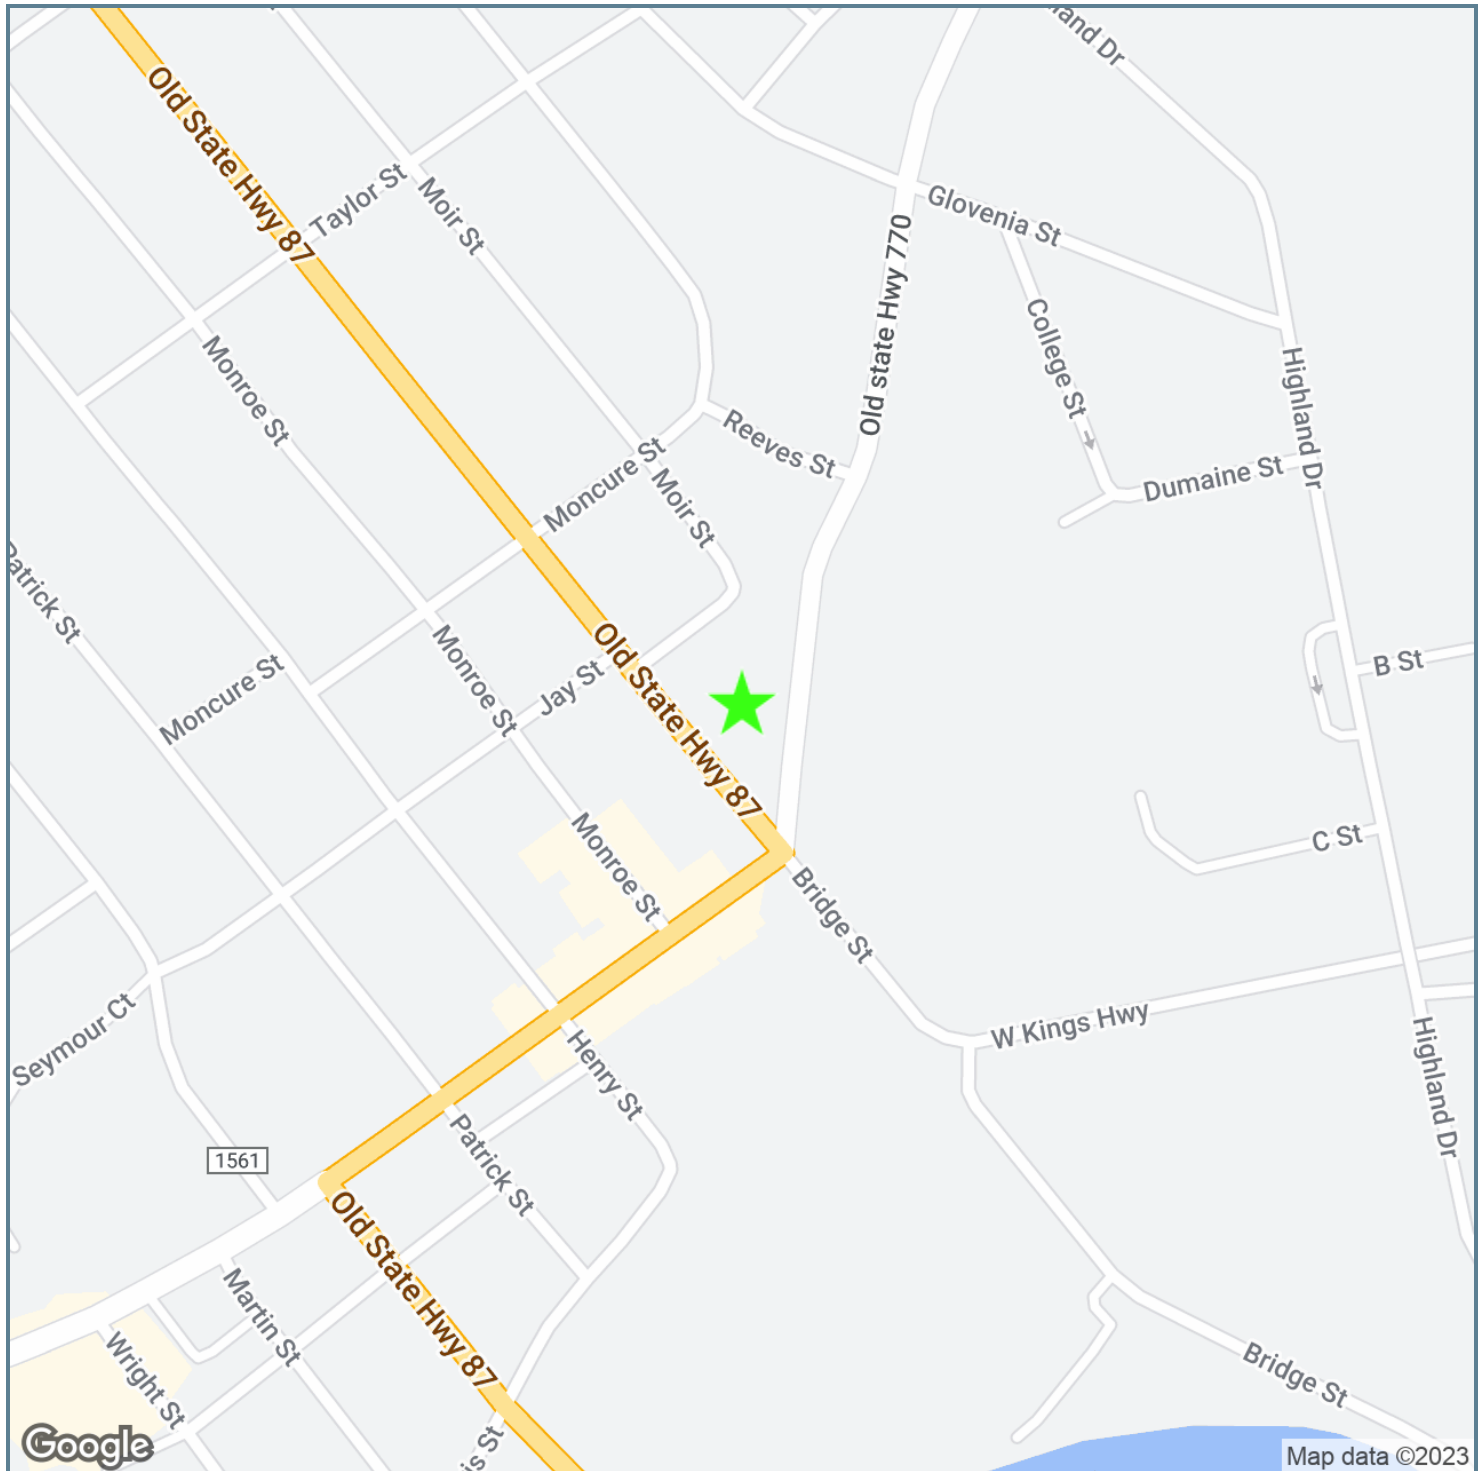 land Dr
Old State Hwy 87
Taylor St
Moir St
Glovenia St
Old state Hwy 770
College St
Monroe St
Highland Dr
Reeves St
Moncure St
Moir St
Dumaine St
Patrick St
Monroe St
Old State Hwy 87
Jay St
Moncure St
B St
Monroe St
C St
Bridge St
Seymour Ct
W Kings Hwy
Henry St
Highland Dr
1561
Patrick St
Old State Hwy 87
Martin St
Wright St
Bridge St
is St
Google
Map data ©2023